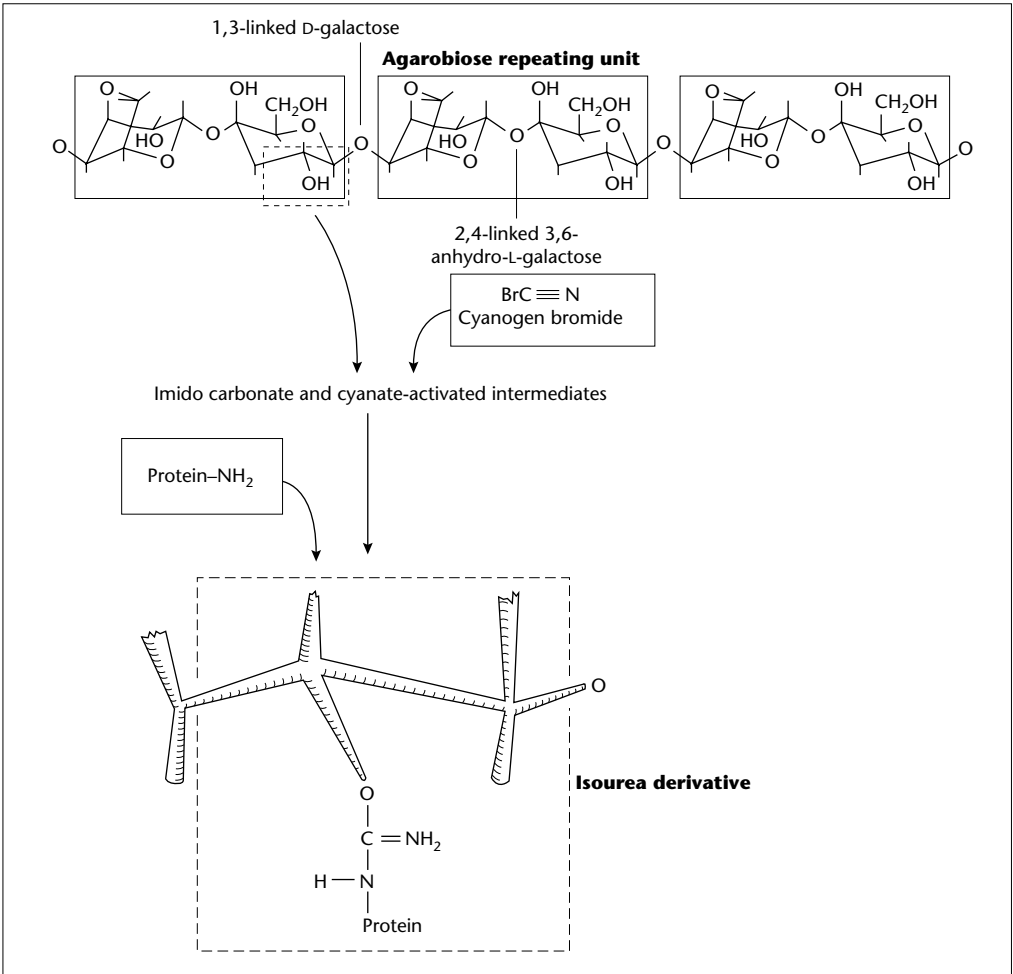 1,3-linked D-galactose
Agarobiose repeating unit
O OH CH₂OH O OH CH₂OH O OH CH₂OH
O HO O O O OH O HO O O O OH O HO O O O OH O
2,4-linked 3,6-
anhydro-L-galactose
BrC≡N
Cyanogen bromide
Imido carbonate and cyanate-activated intermediates
Protein–NH₂
O
Isourea derivative
O
C=NH₂
H—N
Protein